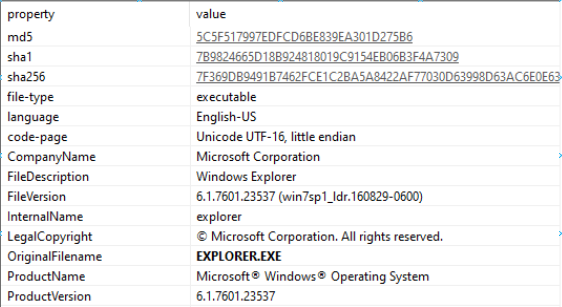 property value
md5 5C5F517997EDFCD6BE839EA301D275B6
sha1 7B9824665D18B924818019C9154EB06B3F4A7309
sha256 7F369DB9491B7462FCE1C2BA5A8422AF77030D63998D63AC6E0E63
file-type executable
language English-US
code-page Unicode UTF-16, little endian
CompanyName Microsoft Corporation
FileDescription Windows Explorer
FileVersion 6.1.7601.23537 (win7sp1_ldr.160829-0600)
InternalName explorer
LegalCopyright © Microsoft Corporation. All rights reserved.
OriginalFilename EXPLORER.EXE
ProductName Microsoft® Windows® Operating System
ProductVersion 6.1.7601.23537